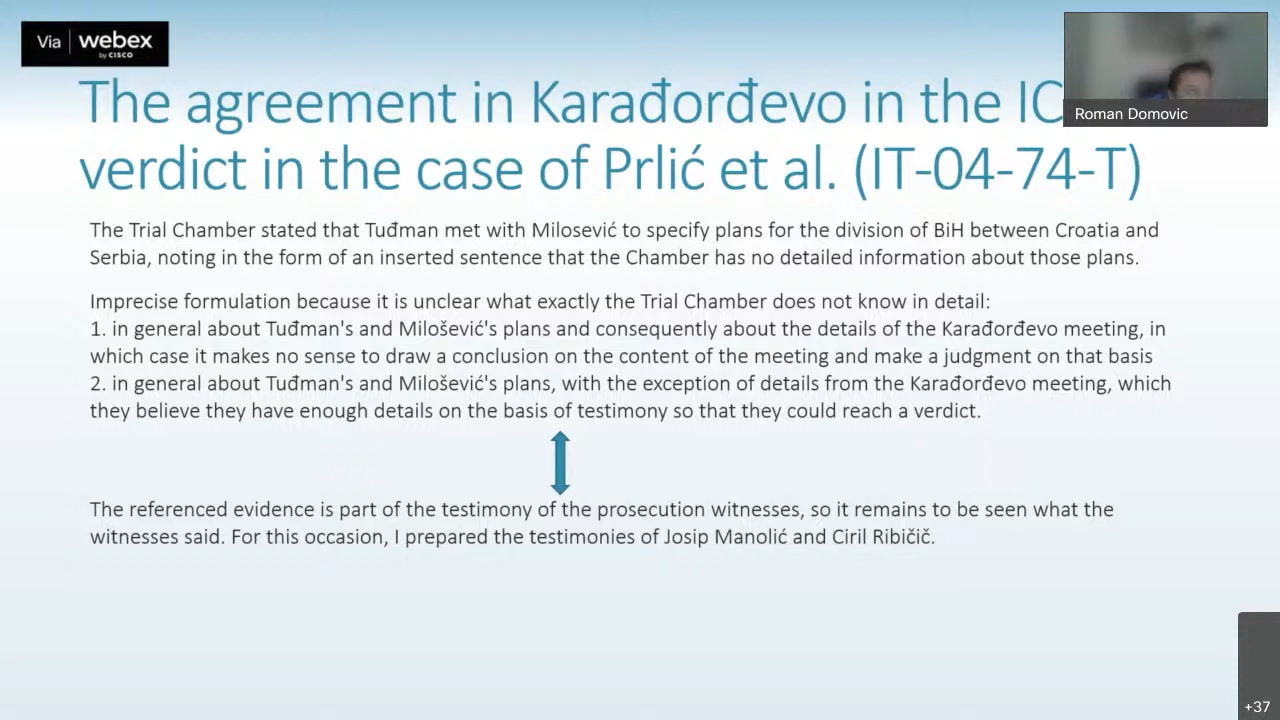 Via webex
by CISCO
The agreement in Karađorđevo in the IC
verdict in the case of Prlić et al. (IT-04-74-T)
Roman Domovic
The Trial Chamber stated that Tuđman met with Milosević to specify plans for the division of BiH between Croatia and
Serbia, noting in the form of an inserted sentence that the Chamber has no detailed information about those plans.
Imprecise formulation because it is unclear what exactly the Trial Chamber does not know in detail:
1. in general about Tuđman's and Milošević's plans and consequently about the details of the Karađorđevo meeting, in
which case it makes no sense to draw a conclusion on the content of the meeting and make a judgment on that basis
2. in general about Tuđman's and Milošević's plans, with the exception of details from the Karađorđevo meeting, which
they believe they have enough details on the basis of testimony so that they could reach a verdict.
The referenced evidence is part of the testimony of the prosecution witnesses, so it remains to be seen what the
witnesses said. For this occasion, I prepared the testimonies of Josip Manolić and Ciril Ribičič.
+37